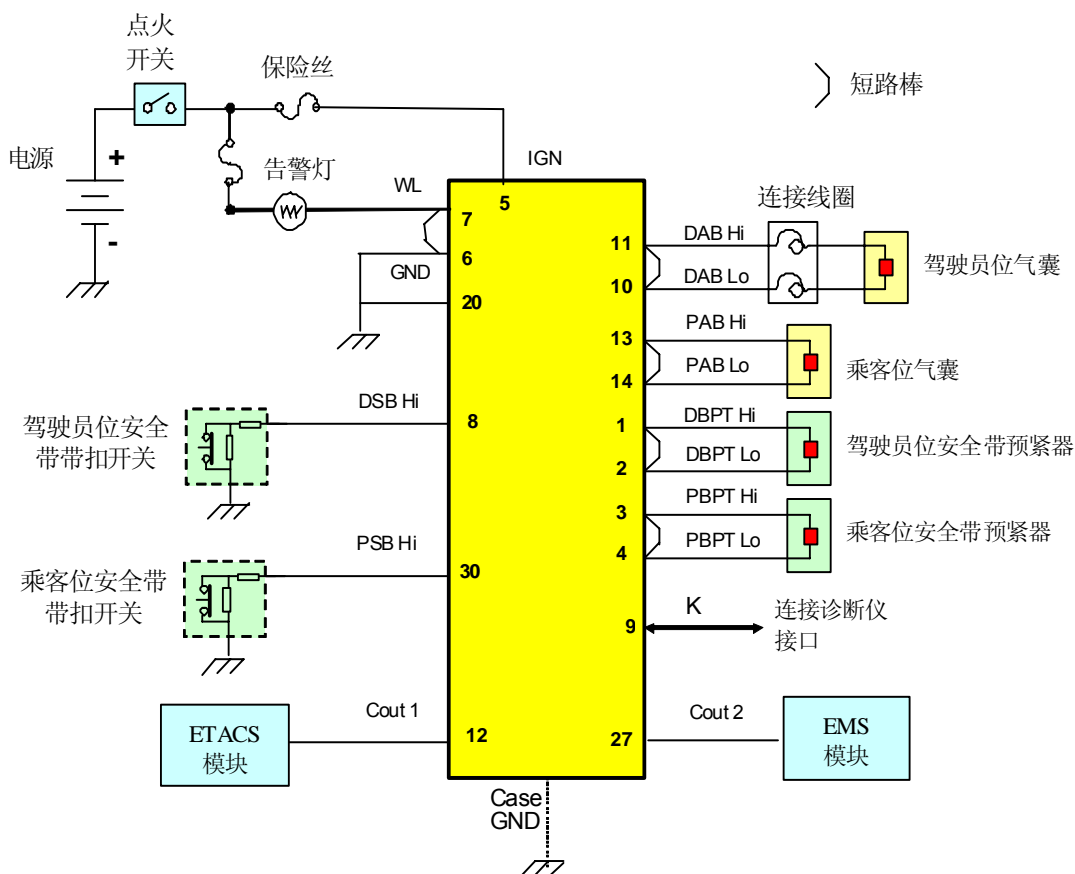 点火
开关
保险丝
短路棒
电源
+
-
告警灯
WL
IGN
5
7
6
GND
20
连接线圈
11
DAB Hi
10
DAB Lo
驾驶员位气囊
13
PAB Hi
14
PAB Lo
乘客位气囊
驾驶员位安全
带带扣开关
DSB Hi
8
1
DBPT Hi
2
DBPT Lo
驾驶员位安全带预紧器
3
PBPT Hi
4
PBPT Lo
乘客位安全带预紧器
乘客位安全带
带扣开关
PSB Hi
30
9
K
连接诊断仪
接口
ETACS
模块
Cout 1
12
27
Cout 2
EMS
模块
Case
GND